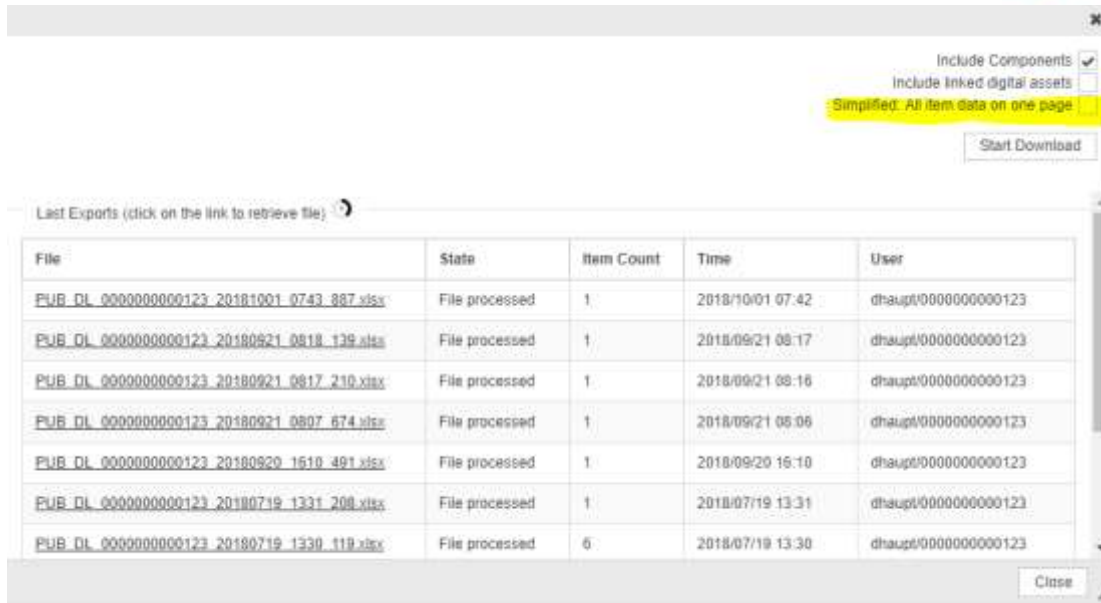 Include Components
Include linked digital assets
Simplified: All item data on one page
Start Download
Last Exports (click on the link to retrieve file)
File State Item Count Time User
PUB_DL_0000000000123_20181001_0743_887.xlsx File processed 1 2018/10/01 07:42 dhaupt/0000000000123
PUB_DL_0000000000123_20180921_0818_139.xlsx File processed 1 2018/09/21 08:17 dhaupt/0000000000123
PUB_DL_0000000000123_20180921_0817_210.xlsx File processed 1 2018/09/21 08:16 dhaupt/0000000000123
PUB_DL_0000000000123_20180921_0807_674.xlsx File processed 1 2018/09/21 08:06 dhaupt/0000000000123
PUB_DL_0000000000123_20180920_1610_491.xlsx File processed 1 2018/09/20 16:10 dhaupt/0000000000123
PUB_DL_0000000000123_20180719_1331_208.xlsx File processed 1 2018/07/19 13:31 dhaupt/0000000000123
PUB_DL_0000000000123_20180719_1330_119.xlsx File processed 6 2018/07/19 13:30 dhaupt/0000000000123
Close